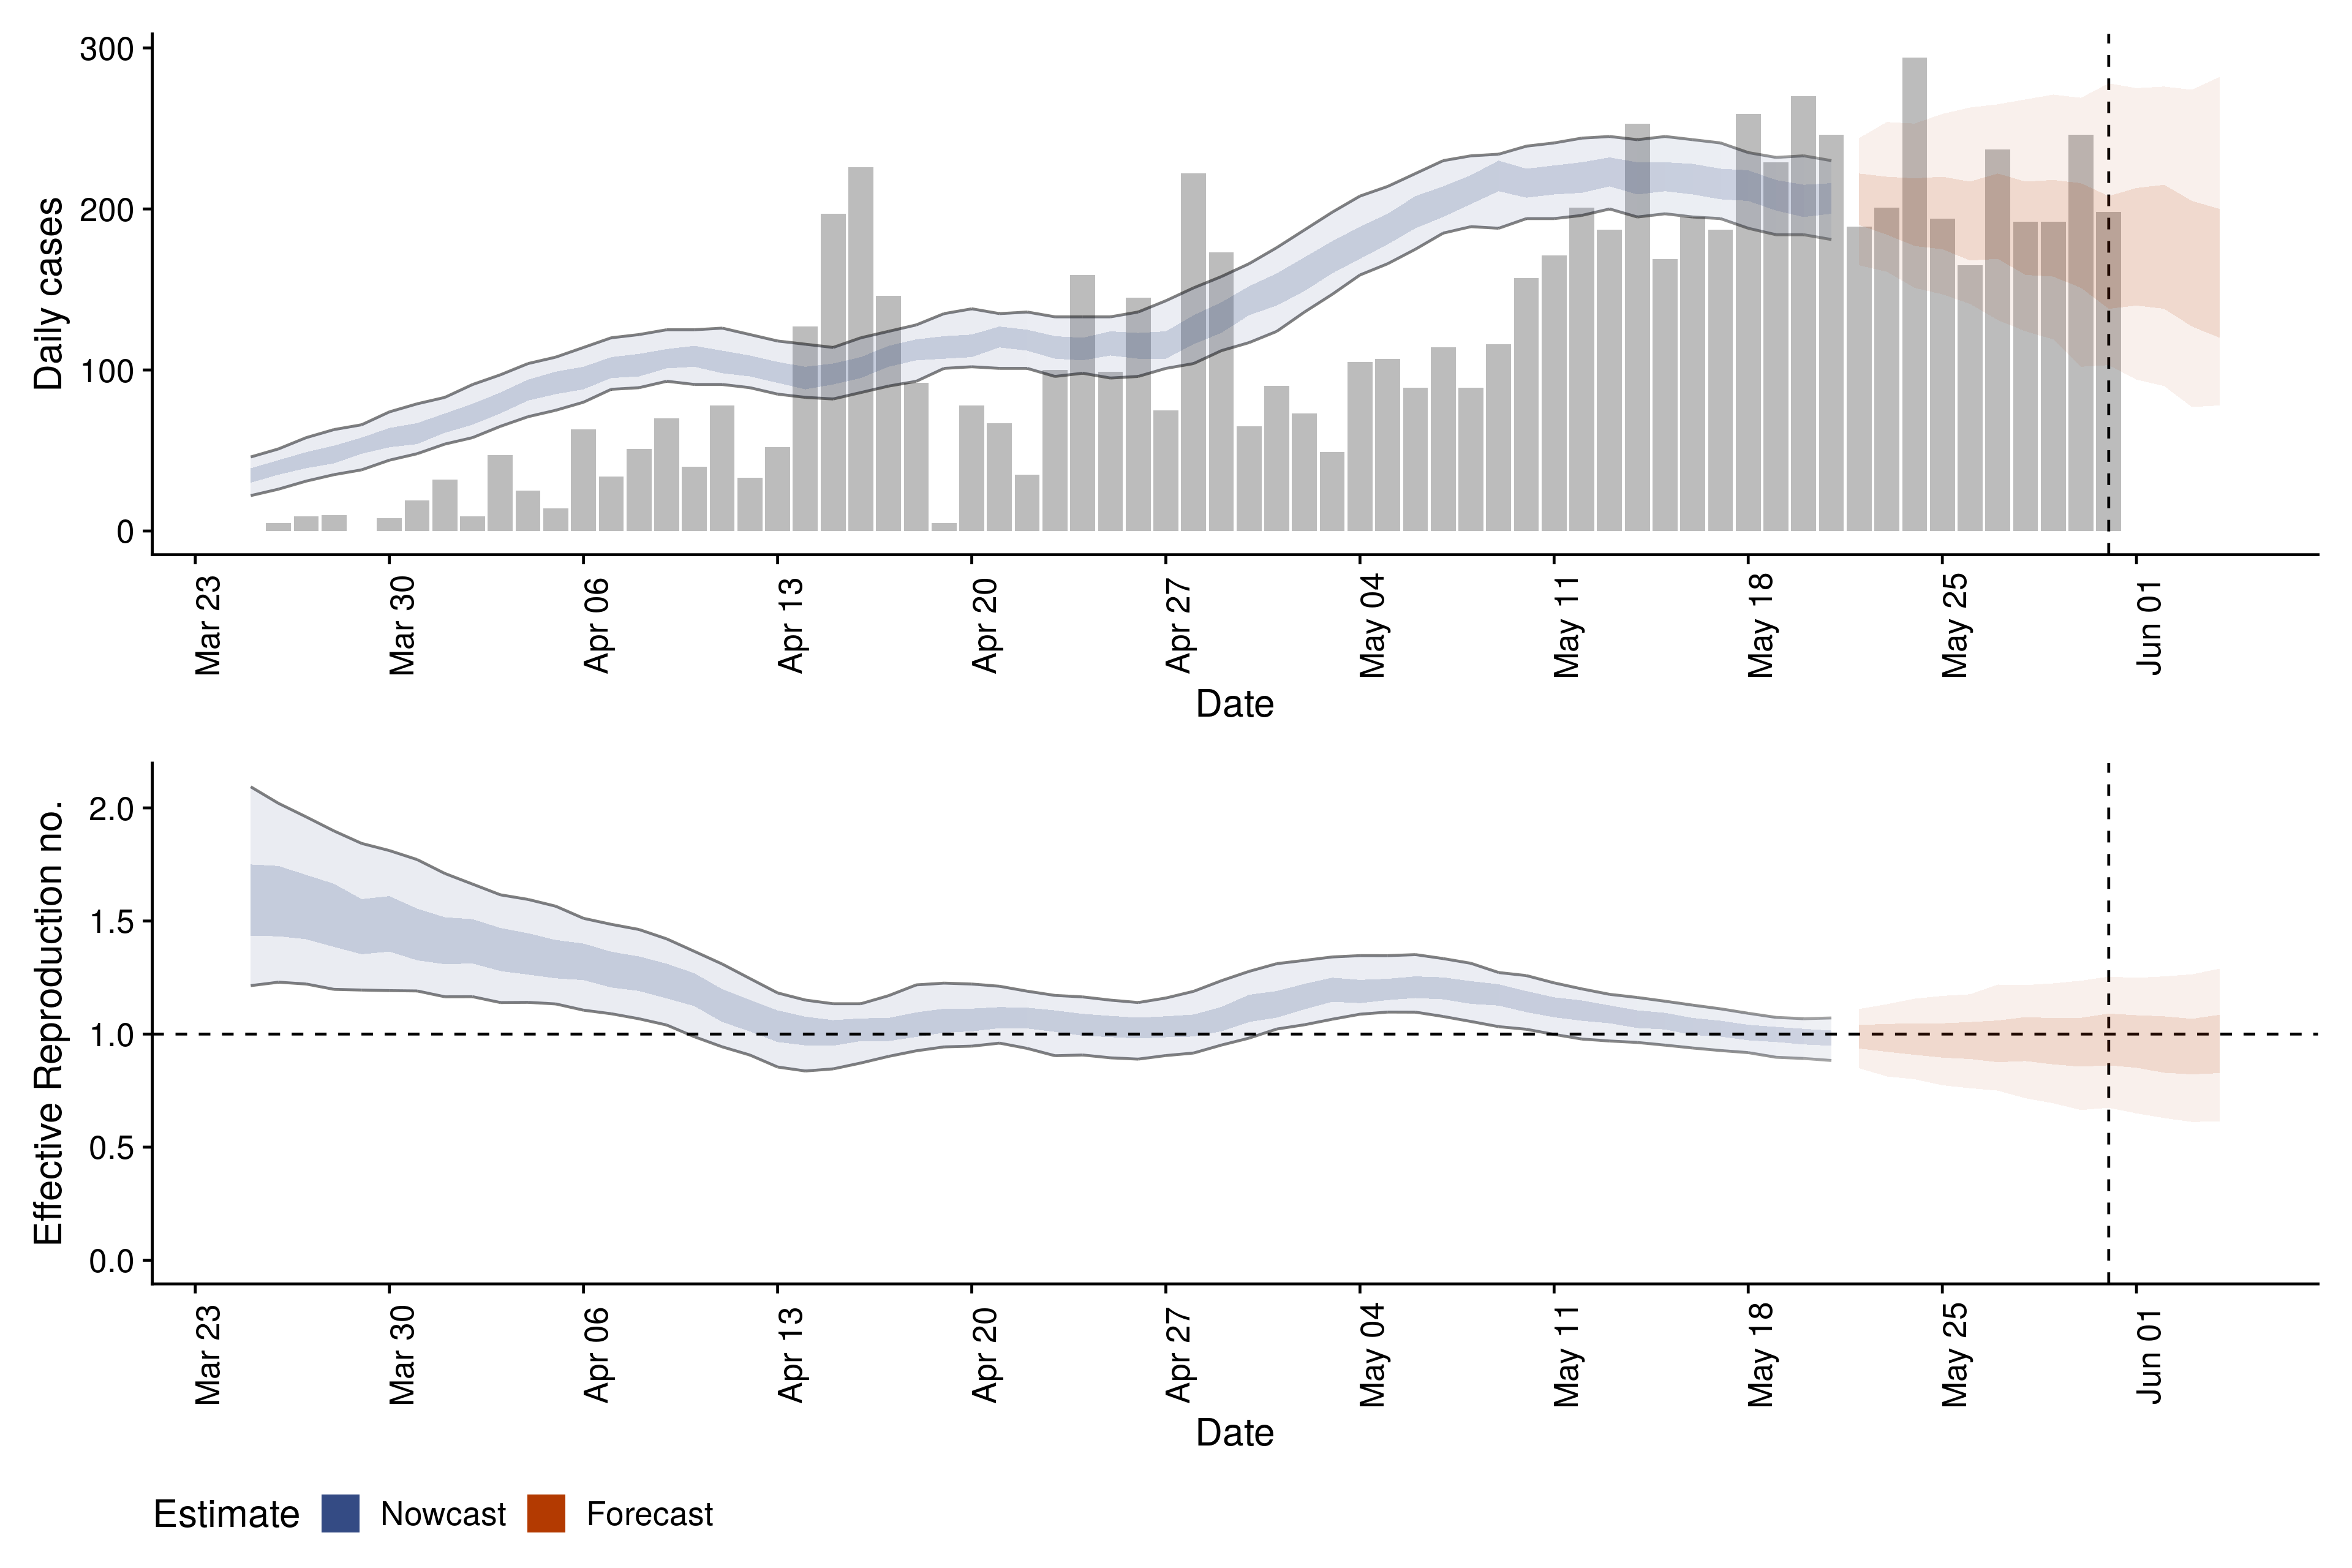 300
200
100
0
Daily cases
Mar 23
Mar 30
Apr 06
Apr 13
Apr 20
Apr 27
May 04
May 11
May 18
May 25
Jun 01
Date
2.0
1.5
1.0
0.5
0.0
Effective Reproduction no.
Mar 23
Mar 30
Apr 06
Apr 13
Apr 20
Apr 27
May 04
May 11
May 18
May 25
Jun 01
Date
Estimate Nowcast Forecast